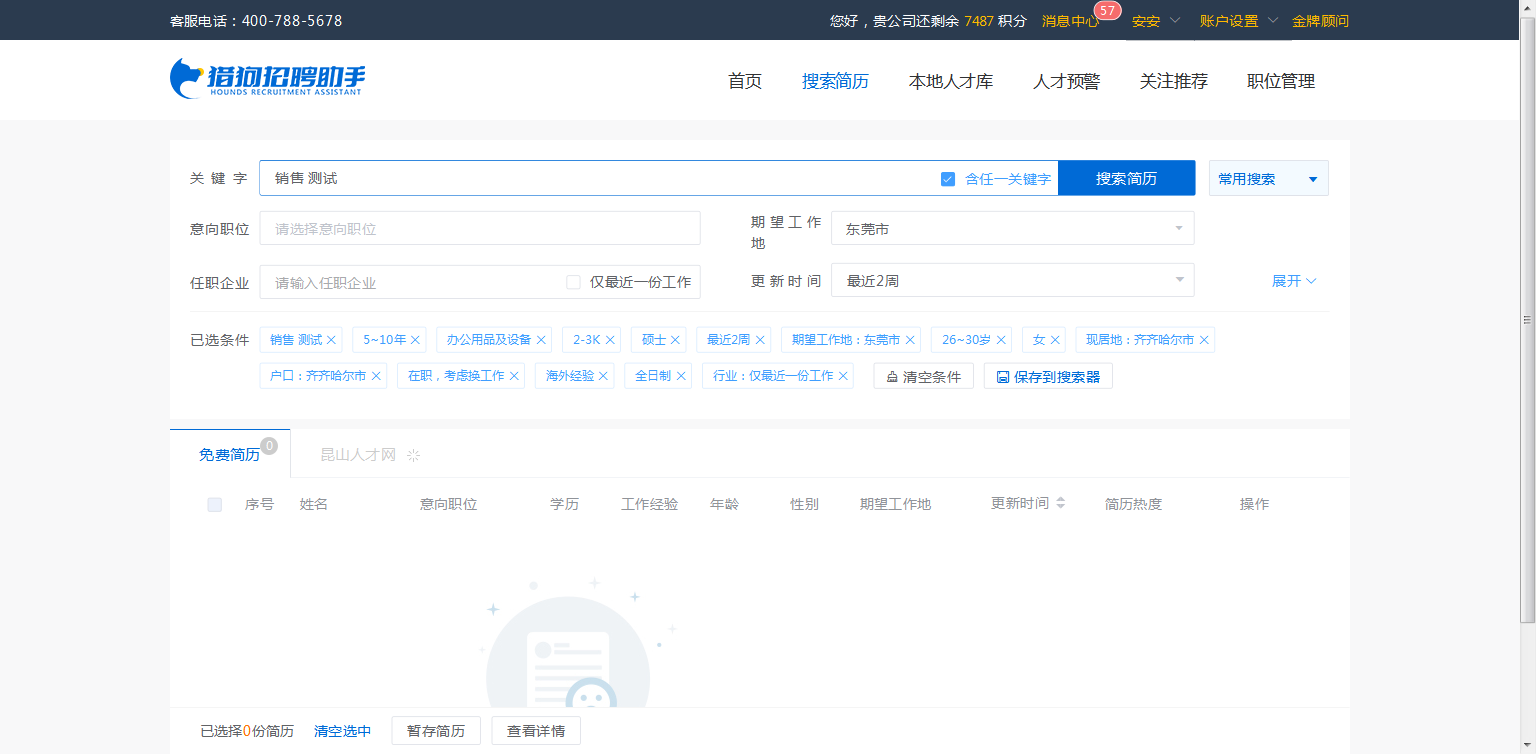 客服电话：400-788-5678 您好，贵公司还剩余 7487 积分 消息中心 57 安安 账户设置 金牌顾问
猎狗招聘助手
HOUNDS RECRUITMENT ASSISTANT
首页 搜索简历 本地人才库 人才预警 关注推荐 职位管理
关 键 字 销售 测试 含任一关键字 搜索简历 常用搜索
意向职位 请选择意向职位 期望工作地 东莞市
任职企业 请输入任职企业 仅最近一份工作 更新时间 最近2周 展开
已选条件 销售 测试 5~10年 办公用品及设备 2-3K 硕士 最近2周 期望工作地：东莞市 26~30岁 女 现居地：齐齐哈尔市
户口：齐齐哈尔市 在职，考虑换工作 海外经验 全日制 行业：仅最近一份工作 清空条件 保存到搜索器
免费简历 0 昆山人才网
序号 姓名 意向职位 学历 工作经验 年龄 性别 期望工作地 更新时间 简历热度 操作
已选择0份简历 清空选中 暂存简历 查看详情